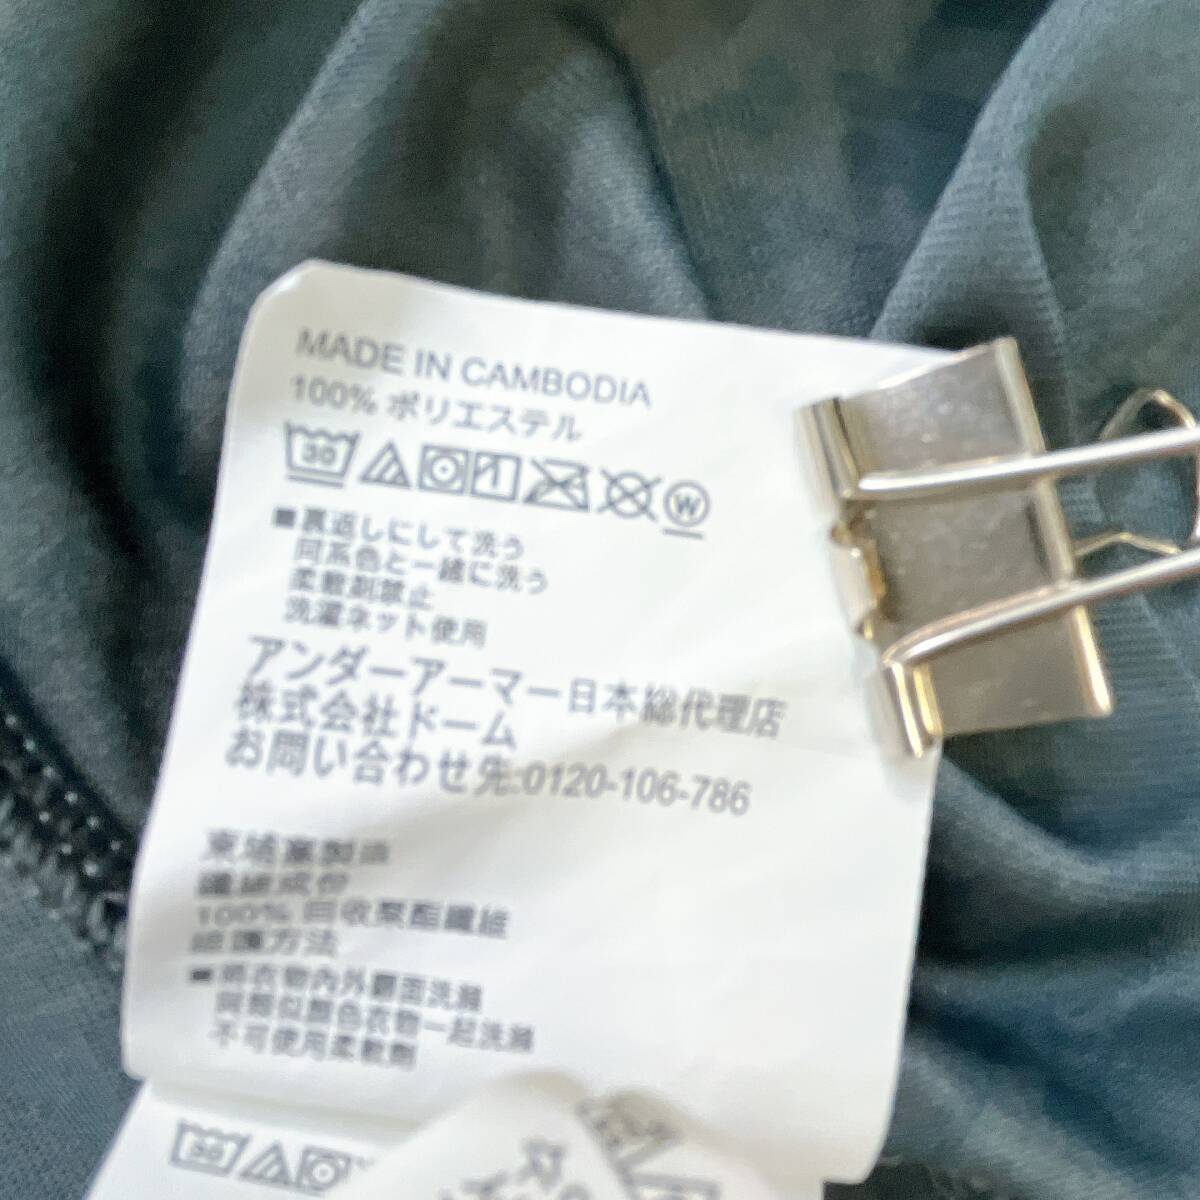 MADE IN CAMBODIA
100% ポリエステル
30
W
■裏返しにして洗う
同系色と一緒に洗う
柔軟剤禁止
洗濯ネット使用
アンダーアーマー日本総代理店
株式会社ドーム
お問い合わせ先:0120-106-786
柬埔寨製造
纖維成份
100% 回收聚酯纖維
維護方法
■將衣物內外翻面洗滌
與類似顏色衣物一起洗滌
不可使用柔軟劑
30